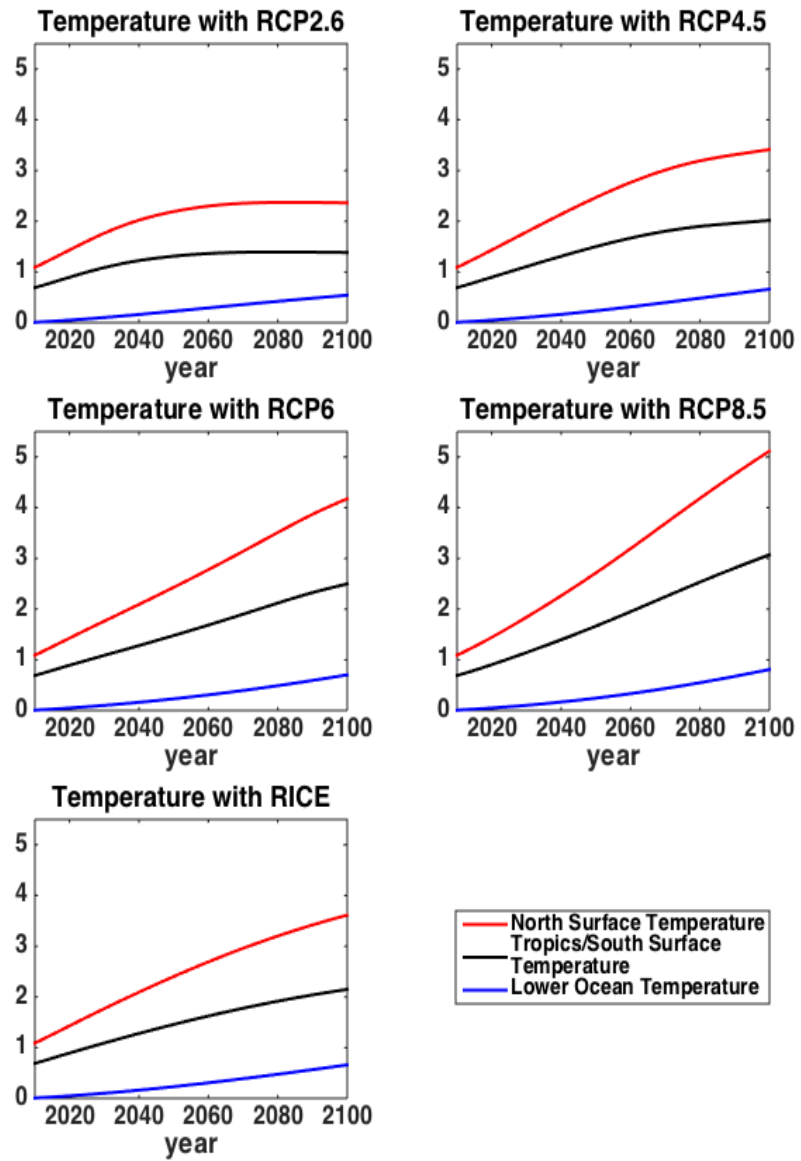 Temperature with RCP2.6
5
4
3
2
1
0
2020 2040 2060 2080 2100
year
Temperature with RCP4.5
5
4
3
2
1
0
2020 2040 2060 2080 2100
year
Temperature with RCP6
5
4
3
2
1
0
2020 2040 2060 2080 2100
year
Temperature with RCP8.5
5
4
3
2
1
0
2020 2040 2060 2080 2100
year
Temperature with RICE
5
4
3
2
1
0
2020 2040 2060 2080 2100
year
North Surface Temperature
Tropics/South Surface
Temperature
Lower Ocean Temperature